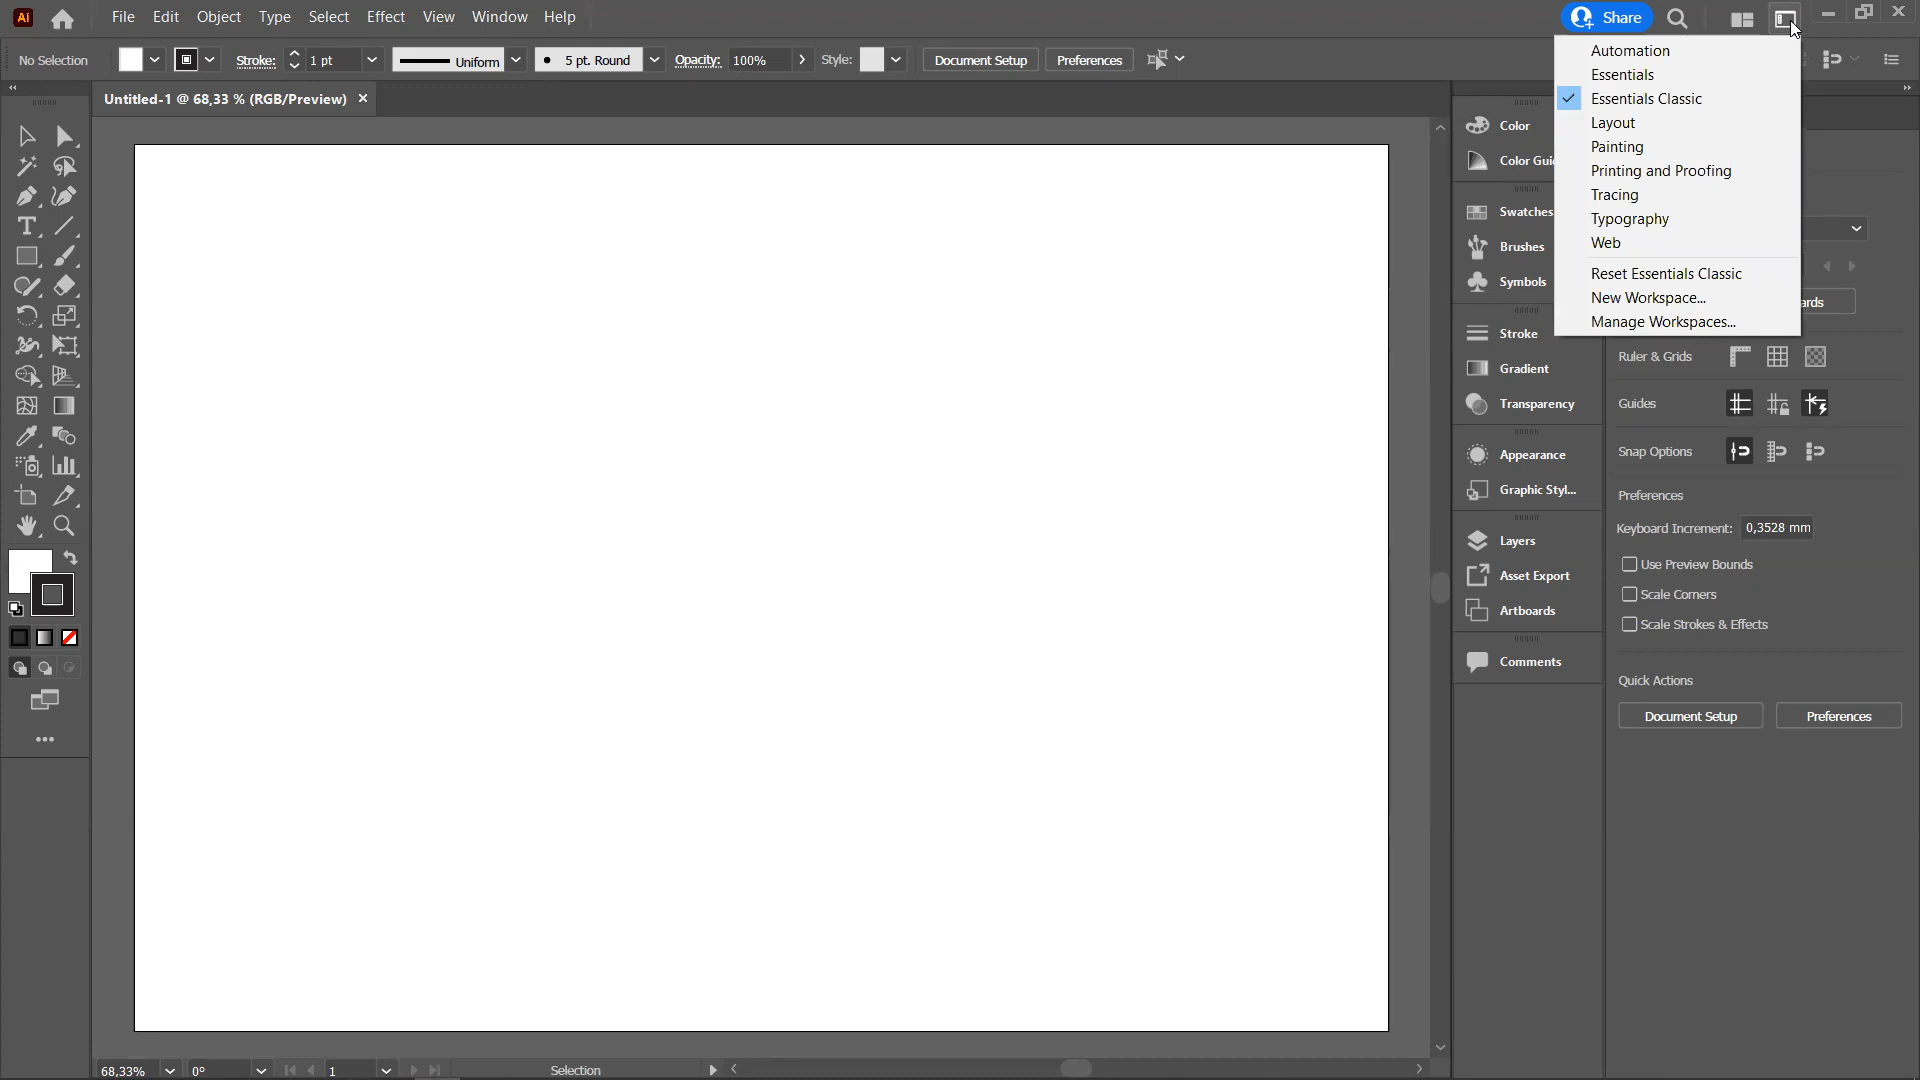 Ai
File Edit Object Type Select Effect View Window Help
Share
No Selection
Stroke: 1 pt
Uniform
5 pt. Round
Opacity: 100%
Style:
Document Setup
Preferences
Untitled-1 @ 68,33 % (RGB/Preview)
Automation
Essentials
Essentials Classic
Layout
Painting
Printing and Proofing
Tracing
Typography
Web
Reset Essentials Classic
New Workspace...
Manage Workspaces...
Color
Color Gui
Swatches
Brushes
Symbols
Stroke
Gradient
Transparency
Appearance
Graphic Styl...
Layers
Asset Export
Artboards
Comments
ards
Ruler & Grids
Guides
Snap Options
Preferences
Keyboard Increment: 0,3528 mm
Use Preview Bounds
Scale Corners
Scale Strokes & Effects
Quick Actions
Document Setup
Preferences
68,33%
0°
1
Selection